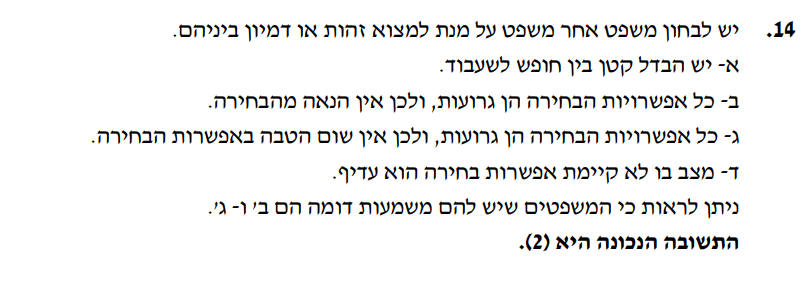 14. יש לבחון משפט אחר משפט על מנת למצוא זהות או דמיון ביניהם.
א- יש הבדל קטן בין חופש לשעבוד.
ב- כל אפשרויות הבחירה הן גרועות, ולכן אין הנאה מהבחירה.
ג- כל אפשרויות הבחירה הן גרועות, ולכן אין שום הטבה באפשרות הבחירה.
ד- מצב בו לא קיימת אפשרות בחירה הוא עדיף.
ניתן לראות כי המשפטים שיש להם משמעות דומה הם ב' ו- ג'.
התשובה הנכונה היא (2).